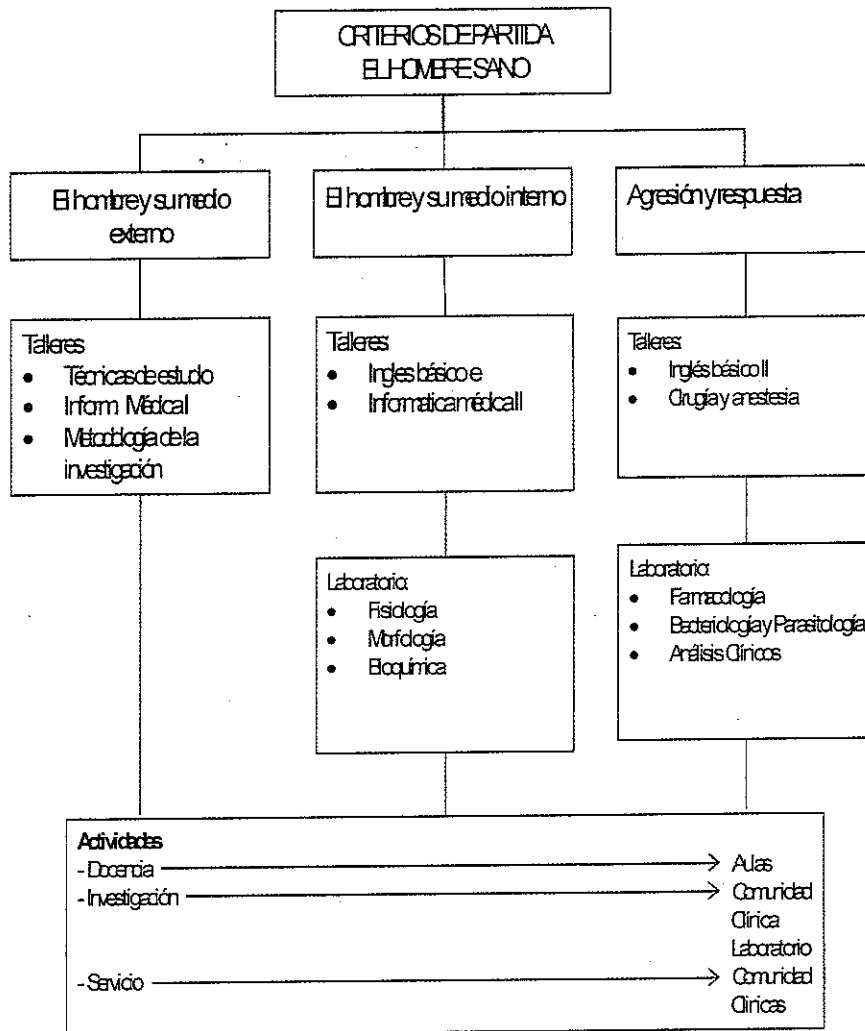 CRITERIOS DE PARTIDA
EL HOMBRE SANO
El hombre y su medio
externo
El hombre y su medio interno
Agresión y respuesta
Talleres
• Técnicas de estudio
• Inform. Médica I
• Metodología de la
investigación
Talleres:
• Ingles básico e
• Informatica médica II
Talleres:
• Inglés básico II
• Cirugía y anestesia
Laboratorio:
• Fisiología
• Morfología
• Bioquímica
Laboratorio:
• Farmacología
• Bacteriología y Parasitología
• Análisis Clínicos
Actividades
- Docencia → Aulas
- Investigación → Comunidad
Clínica
Laboratorio
- Servicio → Comunidad
Clinicas